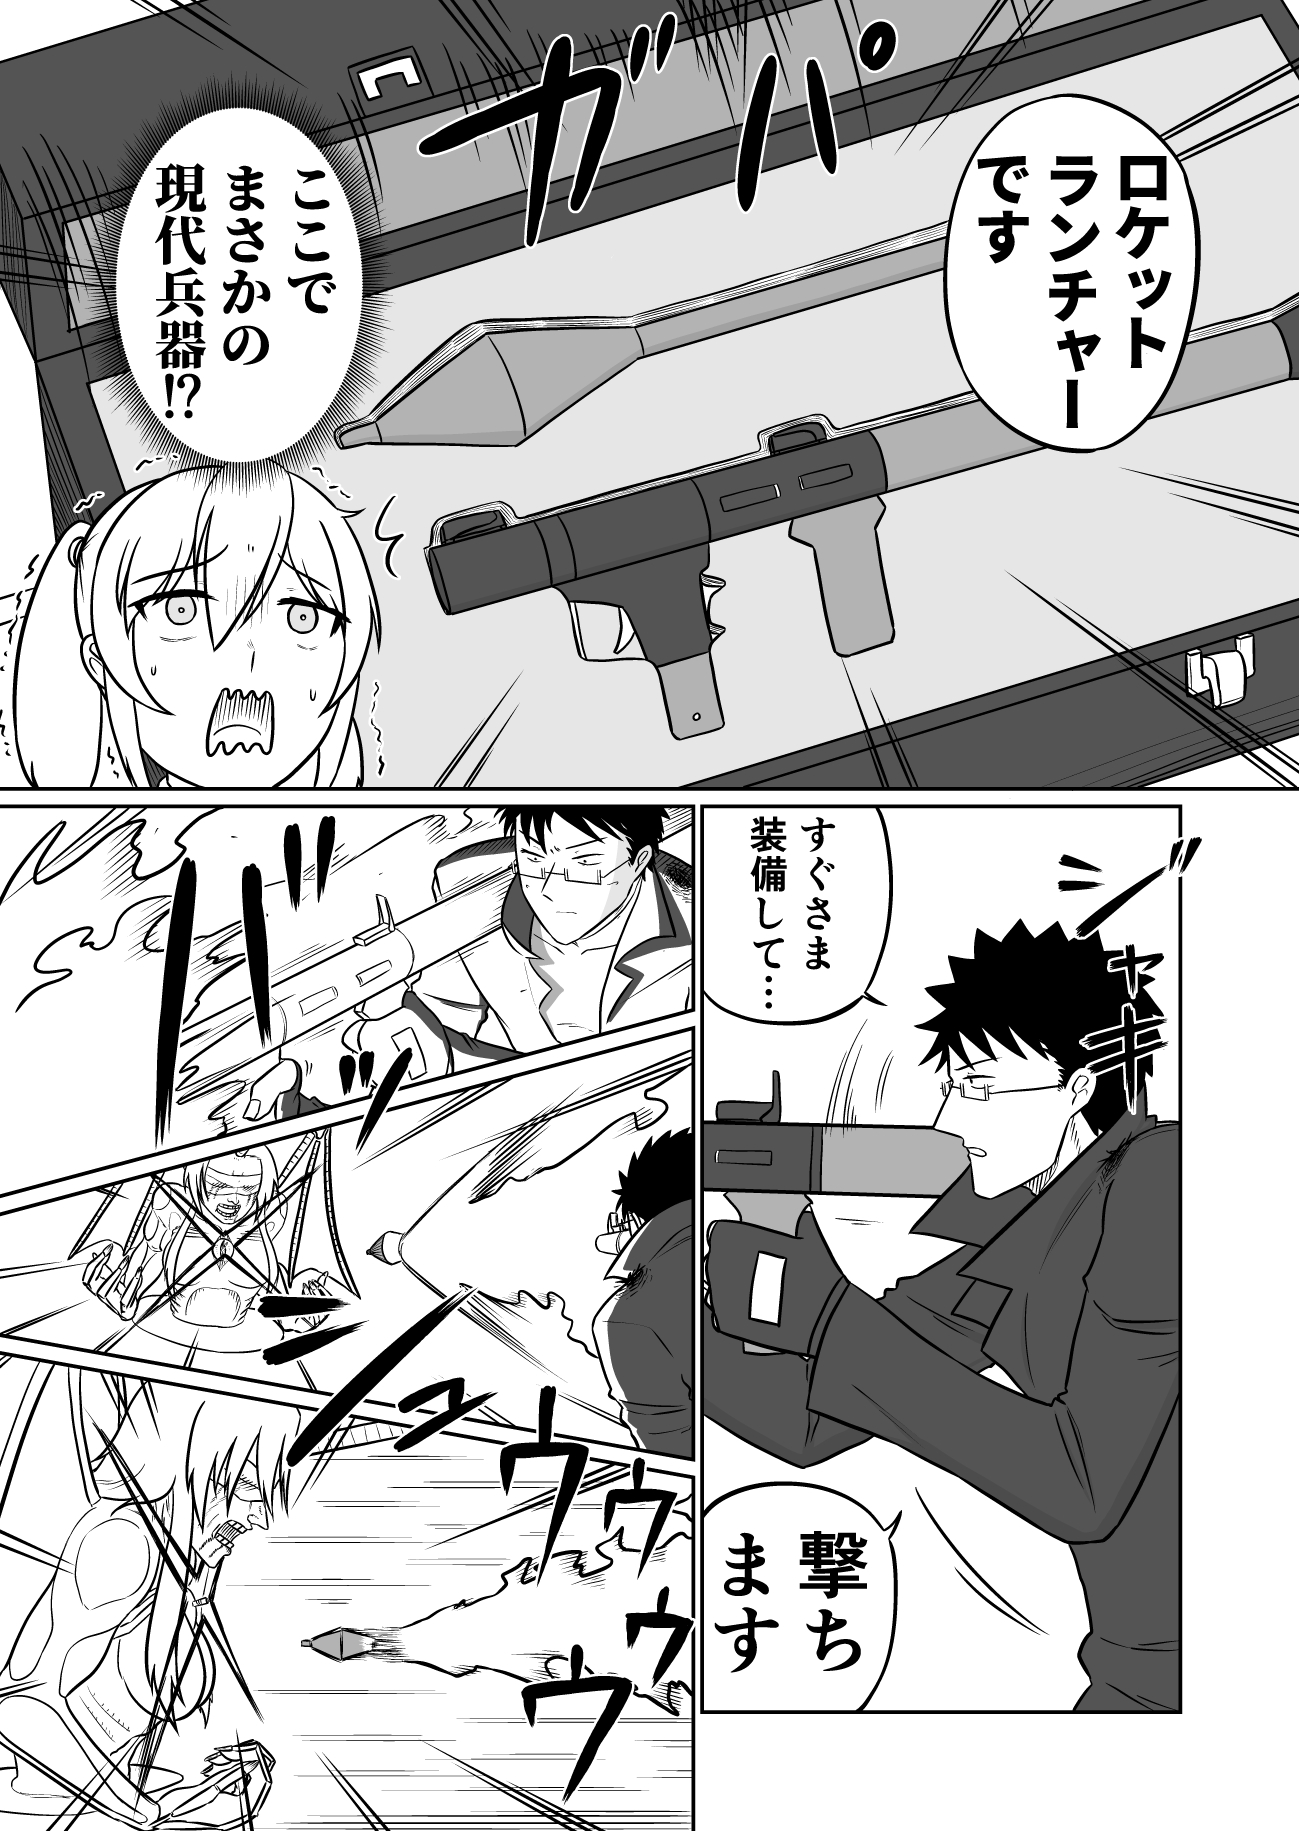 ロケット
ランチャー
です
パ
ガ
ここで
まさかの
現代兵器!?
ジ
ャキ
すぐさま
装備して…
撃ち
ます
シュウウウウ